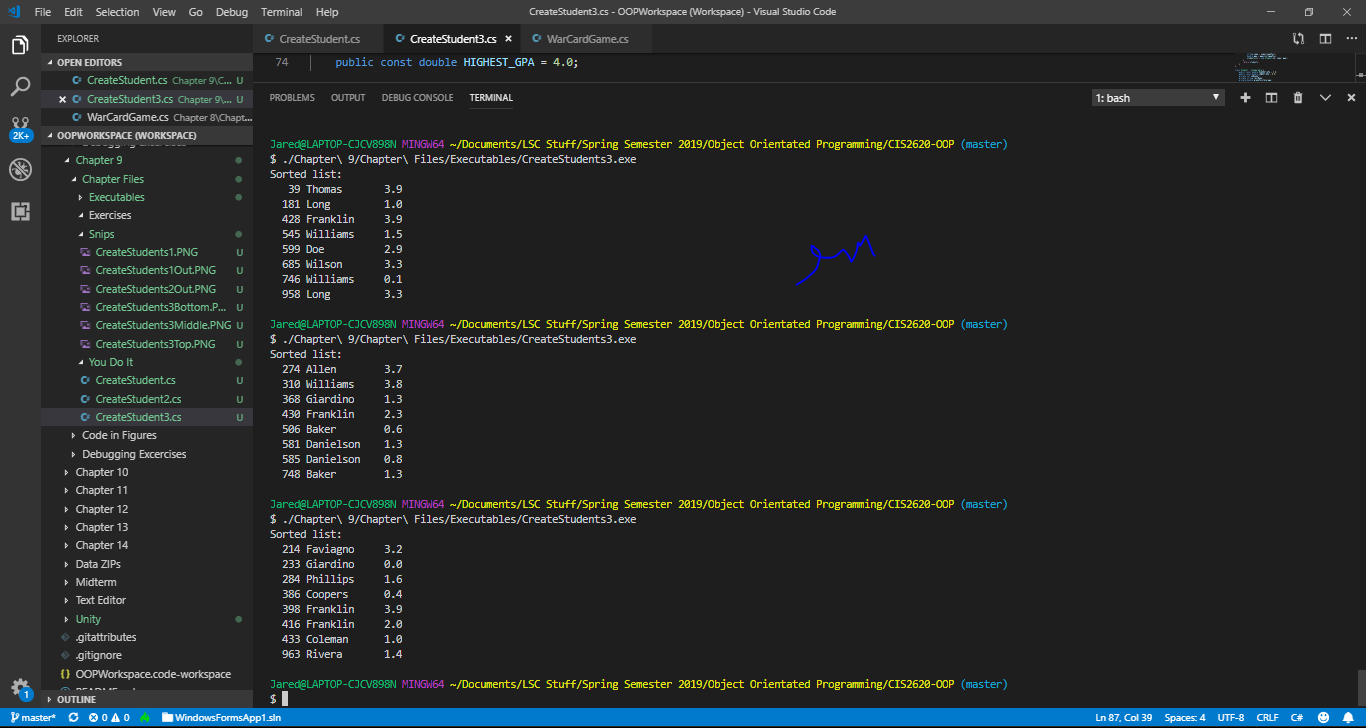 File Edit Selection View Go Debug Terminal Help
CreateStudent3.cs - OOPWorkspace (Workspace) - Visual Studio Code
EXPLORER
OPEN EDITORS
CreateStudent.cs Chapter 9\C... U
CreateStudent3.cs Chapter 9\... U
WarCardGame.cs Chapter 8\Chapt...
2K+
OOPWORKSPACE (WORKSPACE)
Chapter 9
Chapter Files
Executables
Exercises
Snips
CreateStudents1.PNG U
CreateStudents1Out.PNG U
CreateStudents2Out.PNG U
CreateStudents3Bottom.P... U
CreateStudents3Middle.PNG U
CreateStudents3Top.PNG U
You Do It
CreateStudent.cs U
CreateStudent2.cs U
CreateStudent3.cs U
Code in Figures
Debugging Excercises
Chapter 10
Chapter 11
Chapter 12
Chapter 13
Chapter 14
Data ZIPs
Midterm
Text Editor
Unity
.gitattributes
.gitignore
OOPWorkspace.code-workspace
OUTLINE
1
CreateStudent.cs CreateStudent3.cs WarCardGame.cs
74 public const double HIGHEST_GPA = 4.0;
PROBLEMS OUTPUT DEBUG CONSOLE TERMINAL
1: bash
Jared@LAPTOP-CJCV898N MINGW64 ~/Documents/LSC Stuff/Spring Semester 2019/Object Orientated Programming/CIS2620-OOP (master)
$ ./Chapter\ 9/Chapter\ Files/Executables/CreateStudents3.exe
Sorted list:
39 Thomas 3.9
181 Long 1.0
428 Franklin 3.9
545 Williams 1.5
599 Doe 2.9
685 Wilson 3.3
746 Williams 0.1
958 Long 3.3
Jared@LAPTOP-CJCV898N MINGW64 ~/Documents/LSC Stuff/Spring Semester 2019/Object Orientated Programming/CIS2620-OOP (master)
$ ./Chapter\ 9/Chapter\ Files/Executables/CreateStudents3.exe
Sorted list:
274 Allen 3.7
310 Williams 3.8
368 Giardino 1.3
430 Franklin 2.3
506 Baker 0.6
581 Danielson 1.3
585 Danielson 0.8
748 Baker 1.3
Jared@LAPTOP-CJCV898N MINGW64 ~/Documents/LSC Stuff/Spring Semester 2019/Object Orientated Programming/CIS2620-OOP (master)
$ ./Chapter\ 9/Chapter\ Files/Executables/CreateStudents3.exe
Sorted list:
214 Faviagno 3.2
233 Giardino 0.0
284 Phillips 1.6
386 Coopers 0.4
398 Franklin 3.9
416 Franklin 2.0
433 Coleman 1.0
963 Rivera 1.4
Jared@LAPTOP-CJCV898N MINGW64 ~/Documents/LSC Stuff/Spring Semester 2019/Object Orientated Programming/CIS2620-OOP (master)
$
master* 0 0 WindowsFormsApp1.sln
Ln 87, Col 39 Spaces: 4 UTF-8 CRLF C#